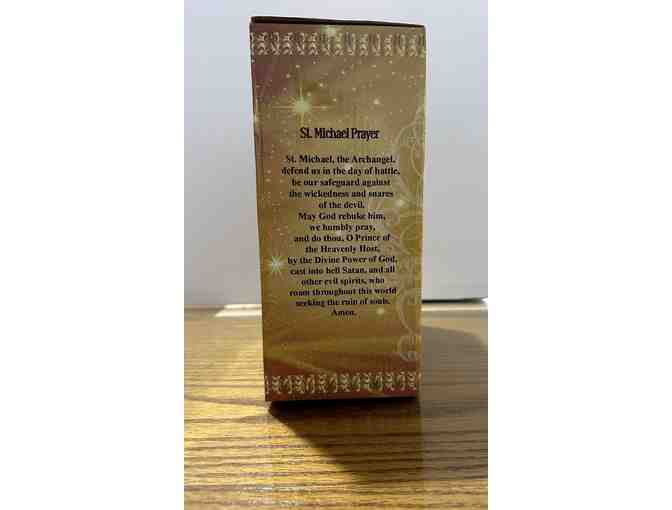 St. Michael Prayer
St. Michael, the Archangel,
defend us in the day of battle,
be our safeguard against
the wickedness and snares
of the devil.
May God rebuke him,
we humbly pray,
and do thou, O Prince of
the Heavenly Host,
by the Divine Power of God,
cast into hell Satan, and all
other evil spirits, who
roam throughout this world
seeking the ruin of souls.
Amen.